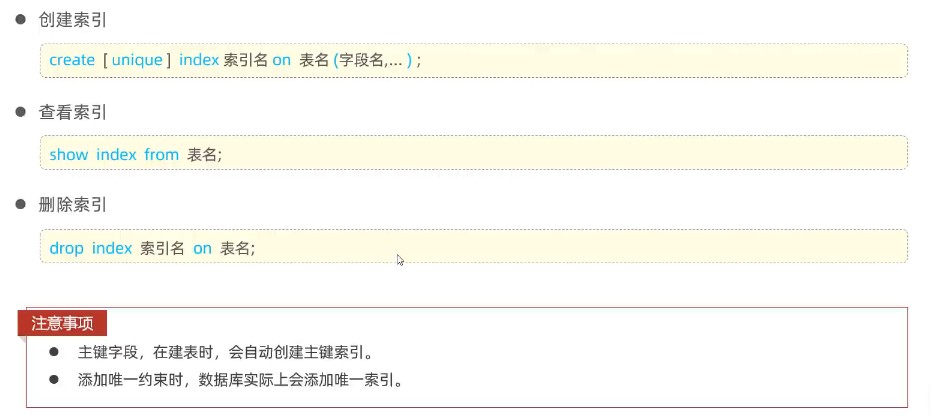 创建索引
create [ unique ] index 索引名 on 表名 (字段名,... ) ;
查看索引
show index from 表名;
删除索引
drop index 索引名 on 表名;
注意事项
主键字段，在建表时，会自动创建主键索引。
添加唯一约束时，数据库实际上会添加唯一索引。